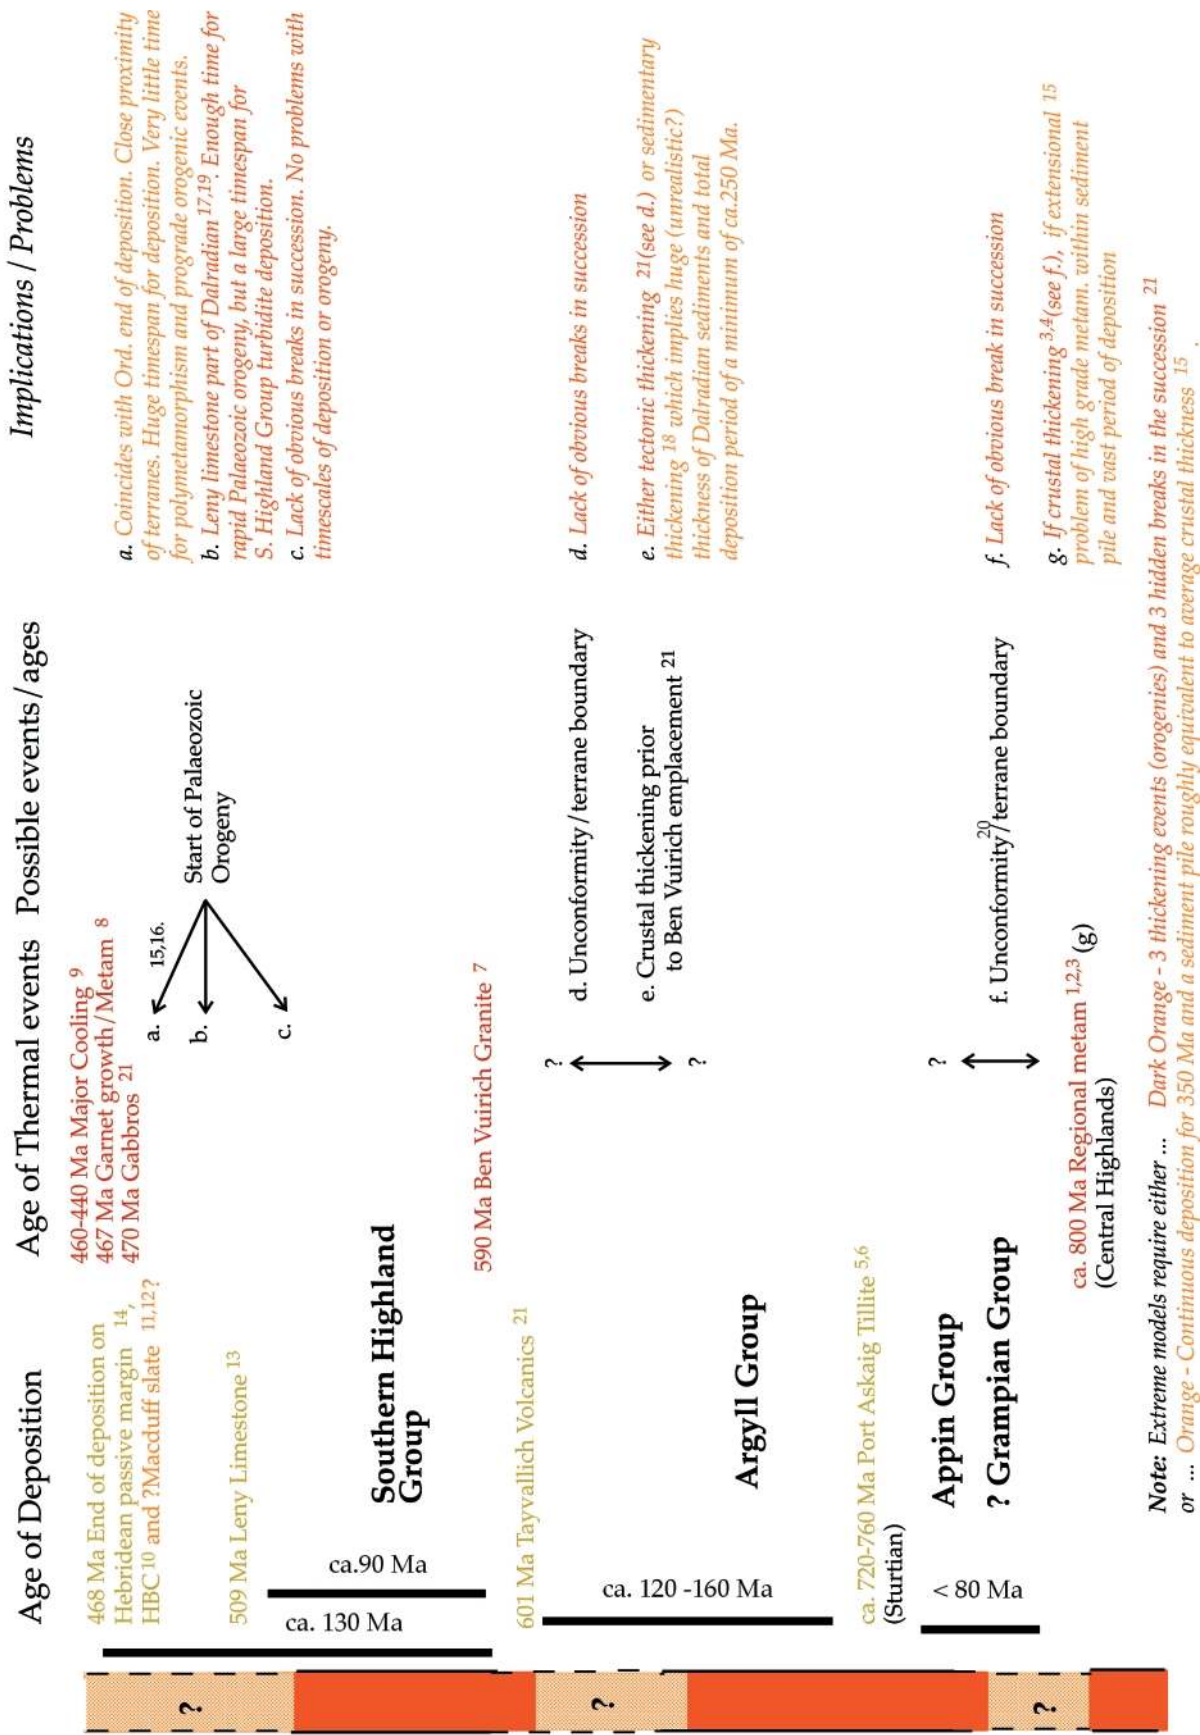 Age of Deposition
Age of Thermal events
Possible events/ages
Implications / Problems
468 Ma End of deposition on
Hebridean passive margin 14,
HBC10 and ?Macduff slate 11,12?
509 Ma Leny Limestone 13
Southern Highland
Group
ca.90 Ma
ca. 130 Ma
601 Ma Tayvallich Volcanics 21
Argyll Group
ca. 120 -160 Ma
ca. 720-760 Ma Port Askaig Tillite 5,6
(Sturtian)
Appin Group
? Grampian Group
< 80 Ma
?
?
?
460-440 Ma Major Cooling 9
467 Ma Garnet growth/Metam 8
470 Ma Gabbros 21
590 Ma Ben Vuirich Granite 7
ca. 800 Ma Regional metam 1,2,3 (g)
(Central Highlands)
a.
15,16.
b.
c.
Start of Palaeozoic
Orogeny
?
?
d. Unconformity/terrane boundary
e. Crustal thickening prior
to Ben Vuirich emplacement 21
?
f. Unconformity20/terrane boundary
a. Coincides with Ord. end of deposition. Close proximity
of terranes. Huge timespan for deposition. Very little time
for polymetamorphism and prograde orogenic events.
b. Leny limestone part of Dalradian 17,19. Enough time for
rapid Palaeozoic orogeny, but a large timespan for
S. Highland Group turbidite deposition.
c. Lack of obvious breaks in succession. No problems with
timescales of deposition or orogeny.
d. Lack of obvious breaks in succession
e. Either tectonic thickening 21(see d.) or sedimentary
thickening 18 which implies huge (unrealistic?)
thickness of Dalradian sediments and total
deposition period of a minimum of ca.250 Ma.
f. Lack of obvious break in succession
g. If crustal thickening 3,4(see f.), if extensional 15
problem of high grade metam. within sediment
pile and vast period of deposition
Note: Extreme models require either ... Dark Orange - 3 thickening events (orogenies) and 3 hidden breaks in the succession 21
or ... Orange - Continuous deposition for 350 Ma and a sediment pile roughly equivalent to average crustal thickness 15 .